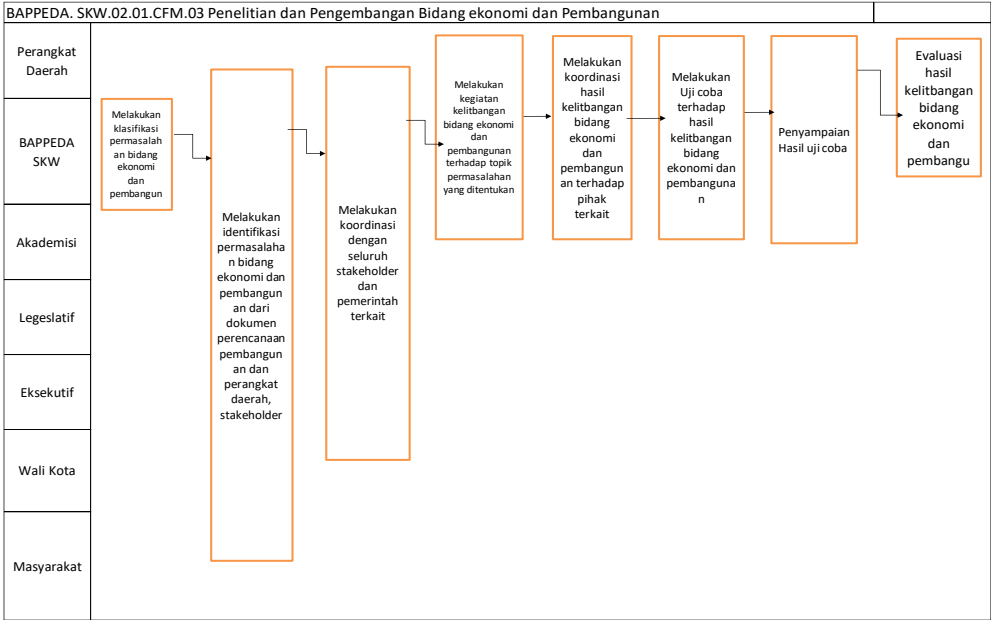 BAPPEDA. SKW.02.01.CFM.03 Penelitian dan Pengembangan Bidang ekonomi dan Pembangunan
Perangkat
Daerah
BAPPEDA
SKW
Akademisi
Legeslatif
Eksekutif
Wali Kota
Masyarakat
Melakukan
klasifikasi
permasalah
an bidang
ekonomi
dan
pembangun
Melakukan
identifikasi
permasalaha
n bidang
ekonomi dan
pembangun
an dari
dokumen
perencanaan
pembangun
an dan
perangkat
daerah,
stakeholder
Melakukan
koordinasi
dengan
seluruh
stakeholder
dan
pemerintah
terkait
Melakukan
kegiatan
kelitbangan
bidang ekonomi
dan
pembangunan
terhadap topik
permasalahan
yang ditentukan
Melakukan
koordinasi
hasil
kelitbangan
bidang
ekonomi
dan
pembangun
an terhadap
pihak
terkait
Melakukan
Uji coba
terhadap
hasil
kelitbangan
bidang
ekonomi dan
pembanguna
n
Penyampaian
Hasil uji coba
Evaluasi
hasil
kelitbangan
bidang
ekonomi
dan
pembangu